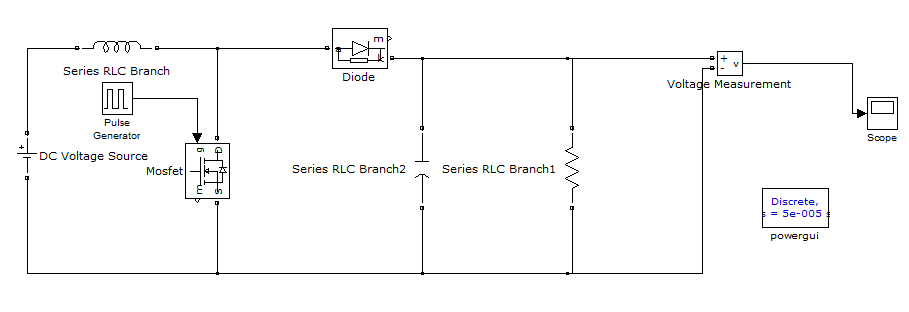 m
a
k
Diode
Series RLC Branch
+
-
v
Voltage Measurement
Pulse
Generator
Scope
+
DC Voltage Source
g
D
Mosfet
m
S
Series RLC Branch2
Series RLC Branch1
Discrete,
s = 5e-005 s
powergui